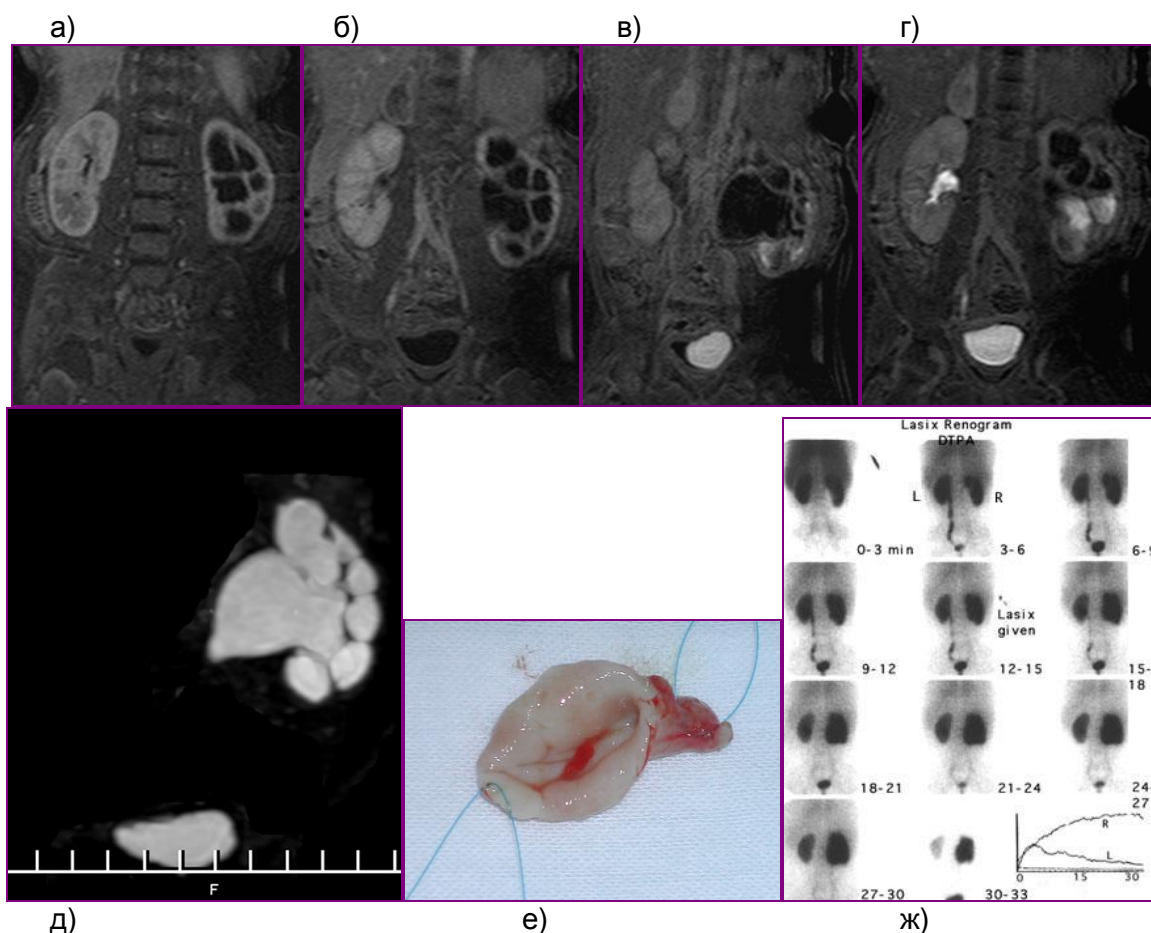 а) б) в) г)
Lasix Renogram
DTPA
L R
0-3 min 3-6 6-9
Lasix
given
9-12 12-15 15-
18
18-21 21-24 24-
27
R
L
27-30 30-33 0 15 30
F
д) е) ж)